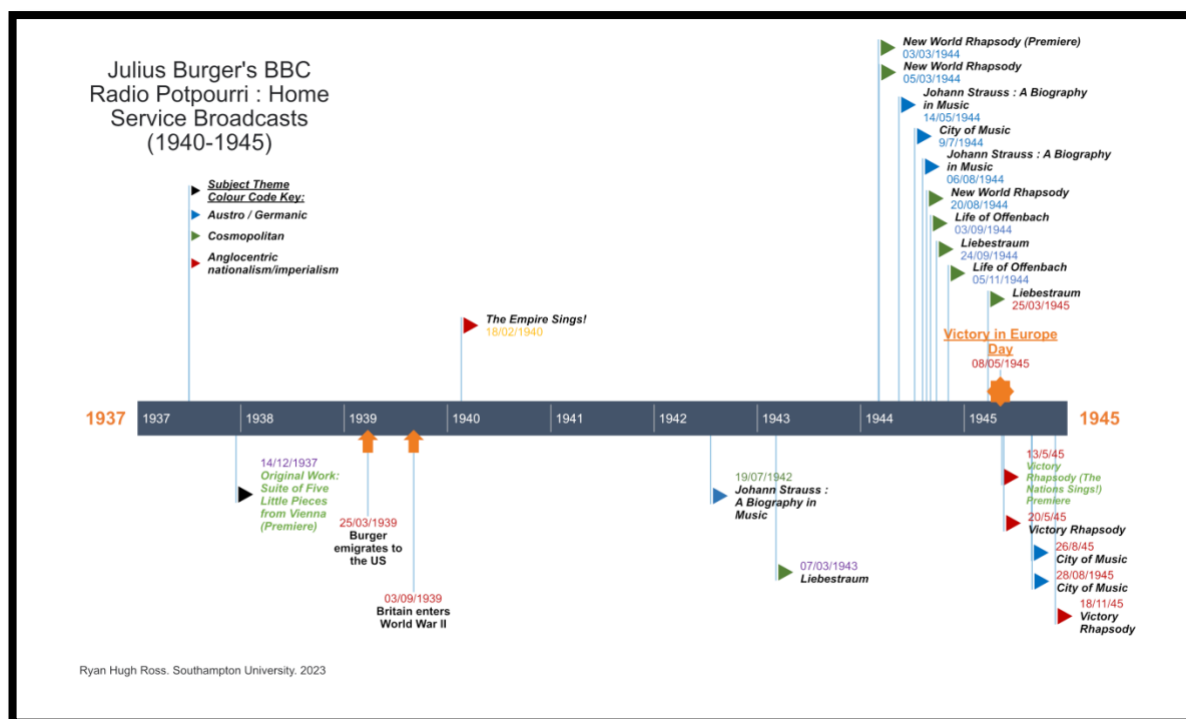 Julius Burger's BBC
Radio Potpourri : Home
Service Broadcasts
(1940-1945)
Subject Theme
Colour Code Key:
Austro / Germanic
Cosmopolitan
Anglocentric
nationalism/imperialism
New World Rhapsody (Premiere)
03/03/1944
New World Rhapsody
05/03/1944
Johann Strauss : A Biography
in Music
14/05/1944
City of Music
9/7/1944
Johann Strauss : A Biography
in Music
06/08/1944
New World Rhapsody
20/08/1944
Life of Offenbach
03/09/1944
Liebestraum
24/09/1944
Life of Offenbach
05/11/1944
Liebestraum
25/03/1945
The Empire Sings!
18/02/1940
Victory in Europe
Day
08/05/1945
1937 1937 1938 1939 1940 1941 1942 1943 1944 1945 1945
14/12/1937
Original Work:
Suite of Five
Little Pieces
from Vienna
(Premiere)
25/03/1939
Burger
emigrates to
the US
03/09/1939
Britain enters
World War II
19/07/1942
Johann Strauss :
A Biography in
Music
07/03/1943
Liebestraum
13/5/45
Victory
Rhapsody (The
Nations Sings!)
Premiere
20/5/45
Victory Rhapsody
26/8/45
City of Music
28/08/1945
City of Music
18/11/45
Victory
Rhapsody
Ryan Hugh Ross. Southampton University. 2023